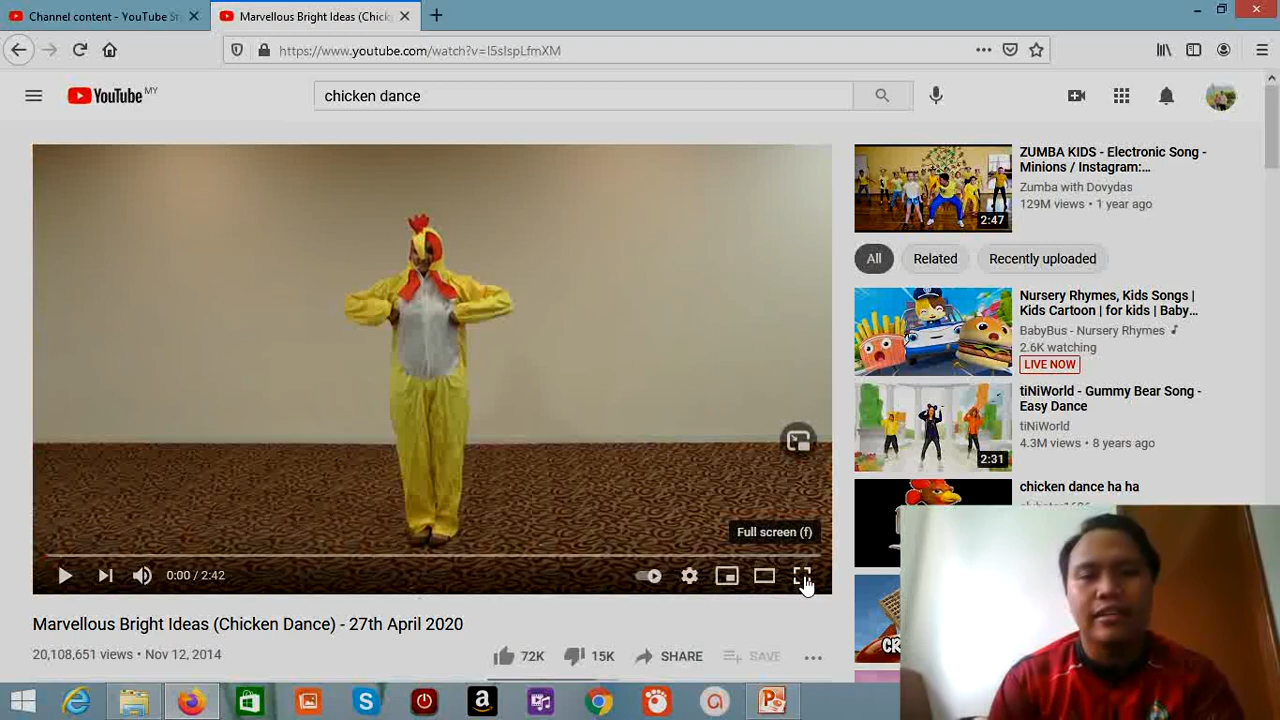 Channel content - YouTube St
Marvellous Bright Ideas (Chick
https://www.youtube.com/watch?v=I5sIspLfmXM
YouTube MY
chicken dance
ZUMBA KIDS - Electronic Song -
Minions / Instagram:...
Zumba with Dovydas
129M views • 1 year ago
2:47
All
Related
Recently uploaded
Nursery Rhymes, Kids Songs |
Kids Cartoon | for kids | Baby...
BabyBus - Nursery Rhymes
2.6K watching
LIVE NOW
tiNiWorld - Gummy Bear Song -
Easy Dance
tiNiWorld
4.3M views • 8 years ago
2:31
chicken dance ha ha
Full screen (f)
0:00 / 2:42
Marvellous Bright Ideas (Chicken Dance) - 27th April 2020
20,108,651 views • Nov 12, 2014
72K
15K
SHARE
SAVE